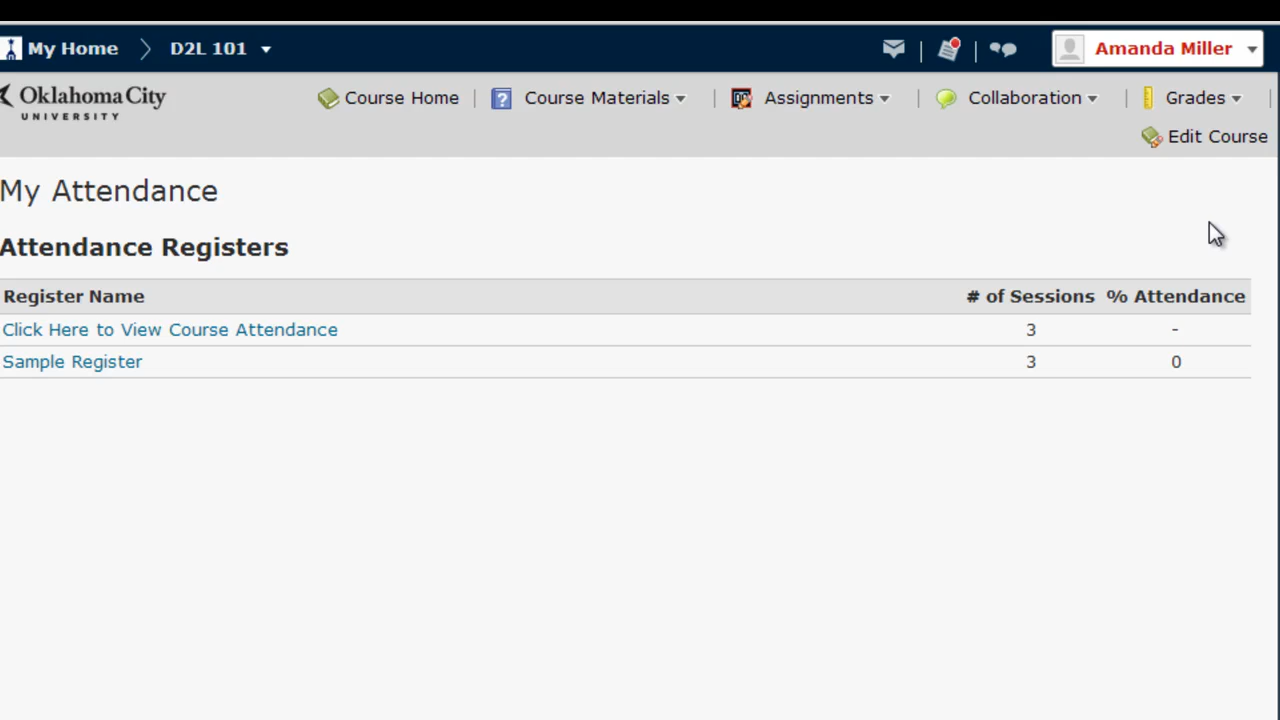 My Home D2L 101 Amanda Miller
Oklahoma City
UNIVERSITY
Course Home | Course Materials | Assignments | Collaboration | Grades |
Edit Course
My Attendance
Attendance Registers
Register Name # of Sessions % Attendance
Click Here to View Course Attendance 3 -
Sample Register 3 0